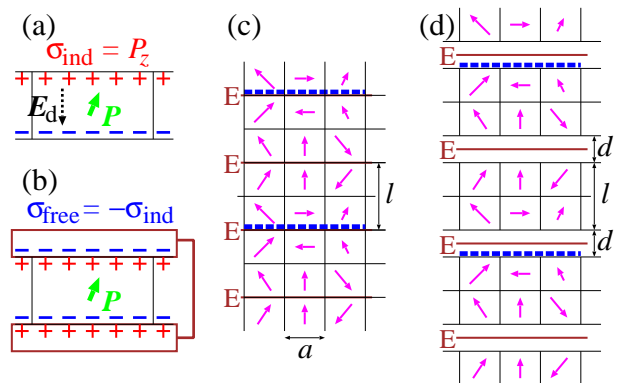 (a)
σind = Pz
+ + + + + + +
Ed
P
− − − − − − −
(b)
σfree = −σind
− − − − − − −
+ + + + + + +
P
− − − − − − −
+ + + + + + +
(c)
E
E
l
E
E
a
(d)
E
E
d
l
E
d
E